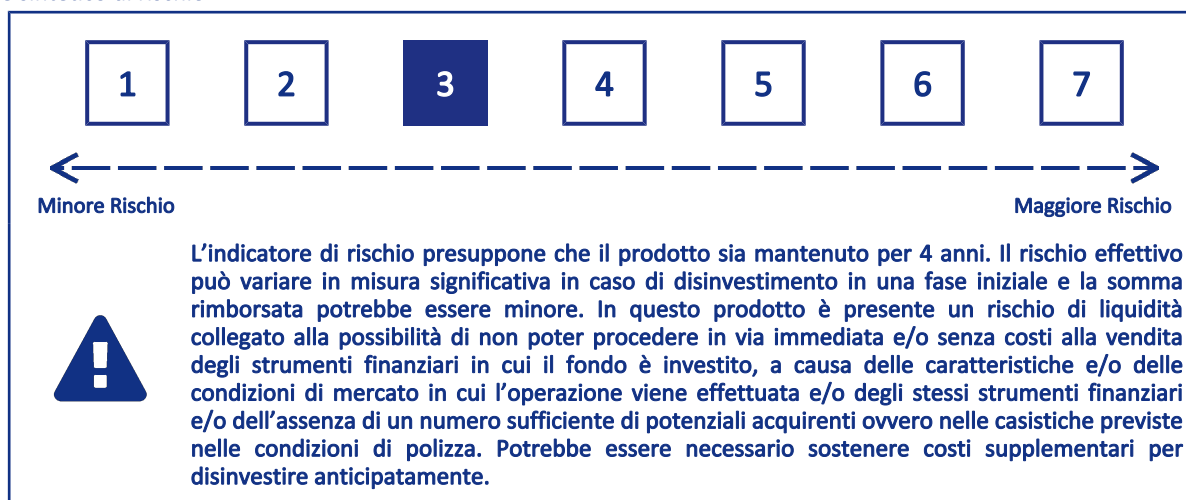 1 2 3 4 5 6 7
Minore Rischio Maggiore Rischio
L'indicatore di rischio presuppone che il prodotto sia mantenuto per 4 anni. Il rischio effettivo
può variare in misura significativa in caso di disinvestimento in una fase iniziale e la somma
rimborsata potrebbe essere minore. In questo prodotto è presente un rischio di liquidità
collegato alla possibilità di non poter procedere in via immediata e/o senza costi alla vendita
degli strumenti finanziari in cui il fondo è investito, a causa delle caratteristiche e/o delle
condizioni di mercato in cui l'operazione viene effettuata e/o degli stessi strumenti finanziari
e/o dell'assenza di un numero sufficiente di potenziali acquirenti ovvero nelle casistiche previste
nelle condizioni di polizza. Potrebbe essere necessario sostenere costi supplementari per
disinvestire anticipatamente.